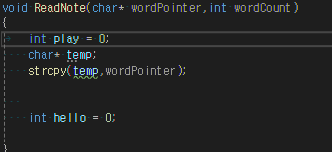 void ReadNote(char* wordPointer,int wordCount)
{
int play = 0;
char* temp;
strcpy(temp,wordPointer);
int hello = 0;
}